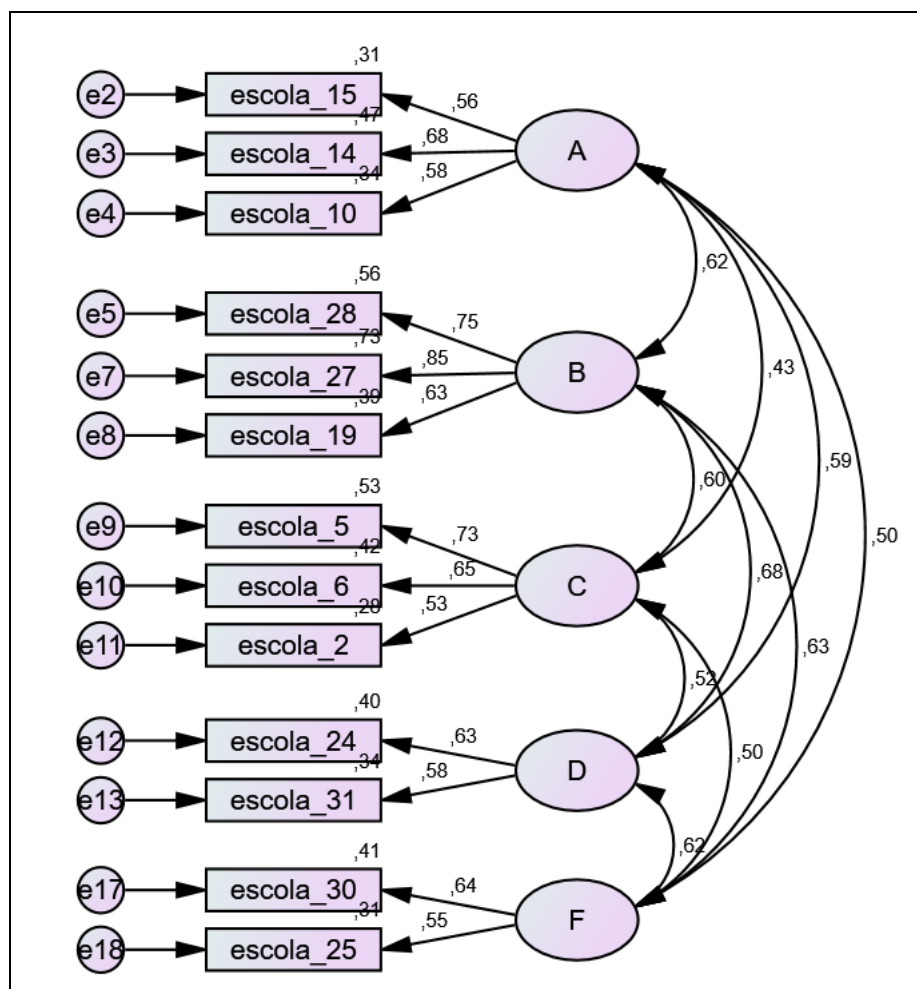 ,31
e2 escola_15 ,56
,47
e3 escola_14 ,68 A
,34
e4 escola_10 ,58
,62
,56
e5 escola_28 ,75
,73
e7 escola_27 ,85 B ,43
,39
e8 escola_19 ,63
,59
,60
,53
e9 escola_5 ,73 ,50
,42
e10 escola_6 ,65 C ,68
,28
e11 escola_2 ,53
,63
,52
,40
e12 escola_24 ,63 ,50
,34
e13 escola_31 ,58 D
,62
,41
e17 escola_30 ,64
,31
e18 escola_25 ,55 F